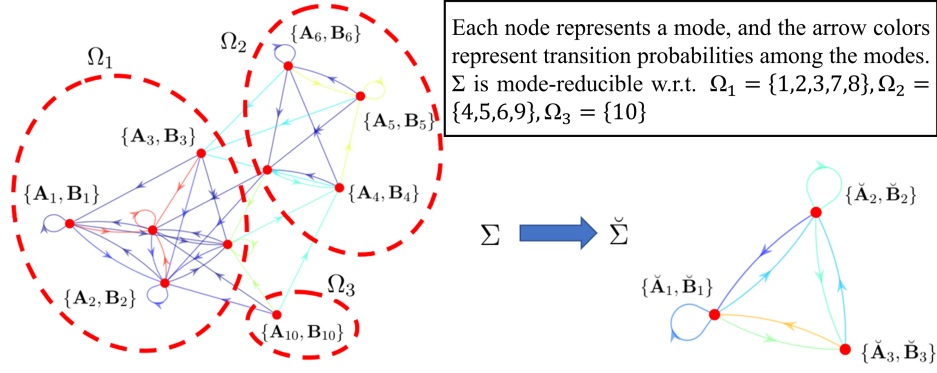 Each node represents a mode, and the arrow colors
represent transition probabilities among the modes.
Σ is mode-reducible w.r.t. Ω₁ = {1,2,3,7,8}, Ω₂ =
{4,5,6,9}, Ω₃ = {10}
Ω₁
Ω₂
{A₆, B₆}
{A₅, B₅}
{A₃, B₃}
{A₄, B₄}
{A₁, B₁}
{A₂, B₂}
Ω₃
{A₁₀, B₁₀}
Σ
Σ̆
{Ă₂, B̆₂}
{Ă₁, B̆₁}
{Ă₃, B̆₃}